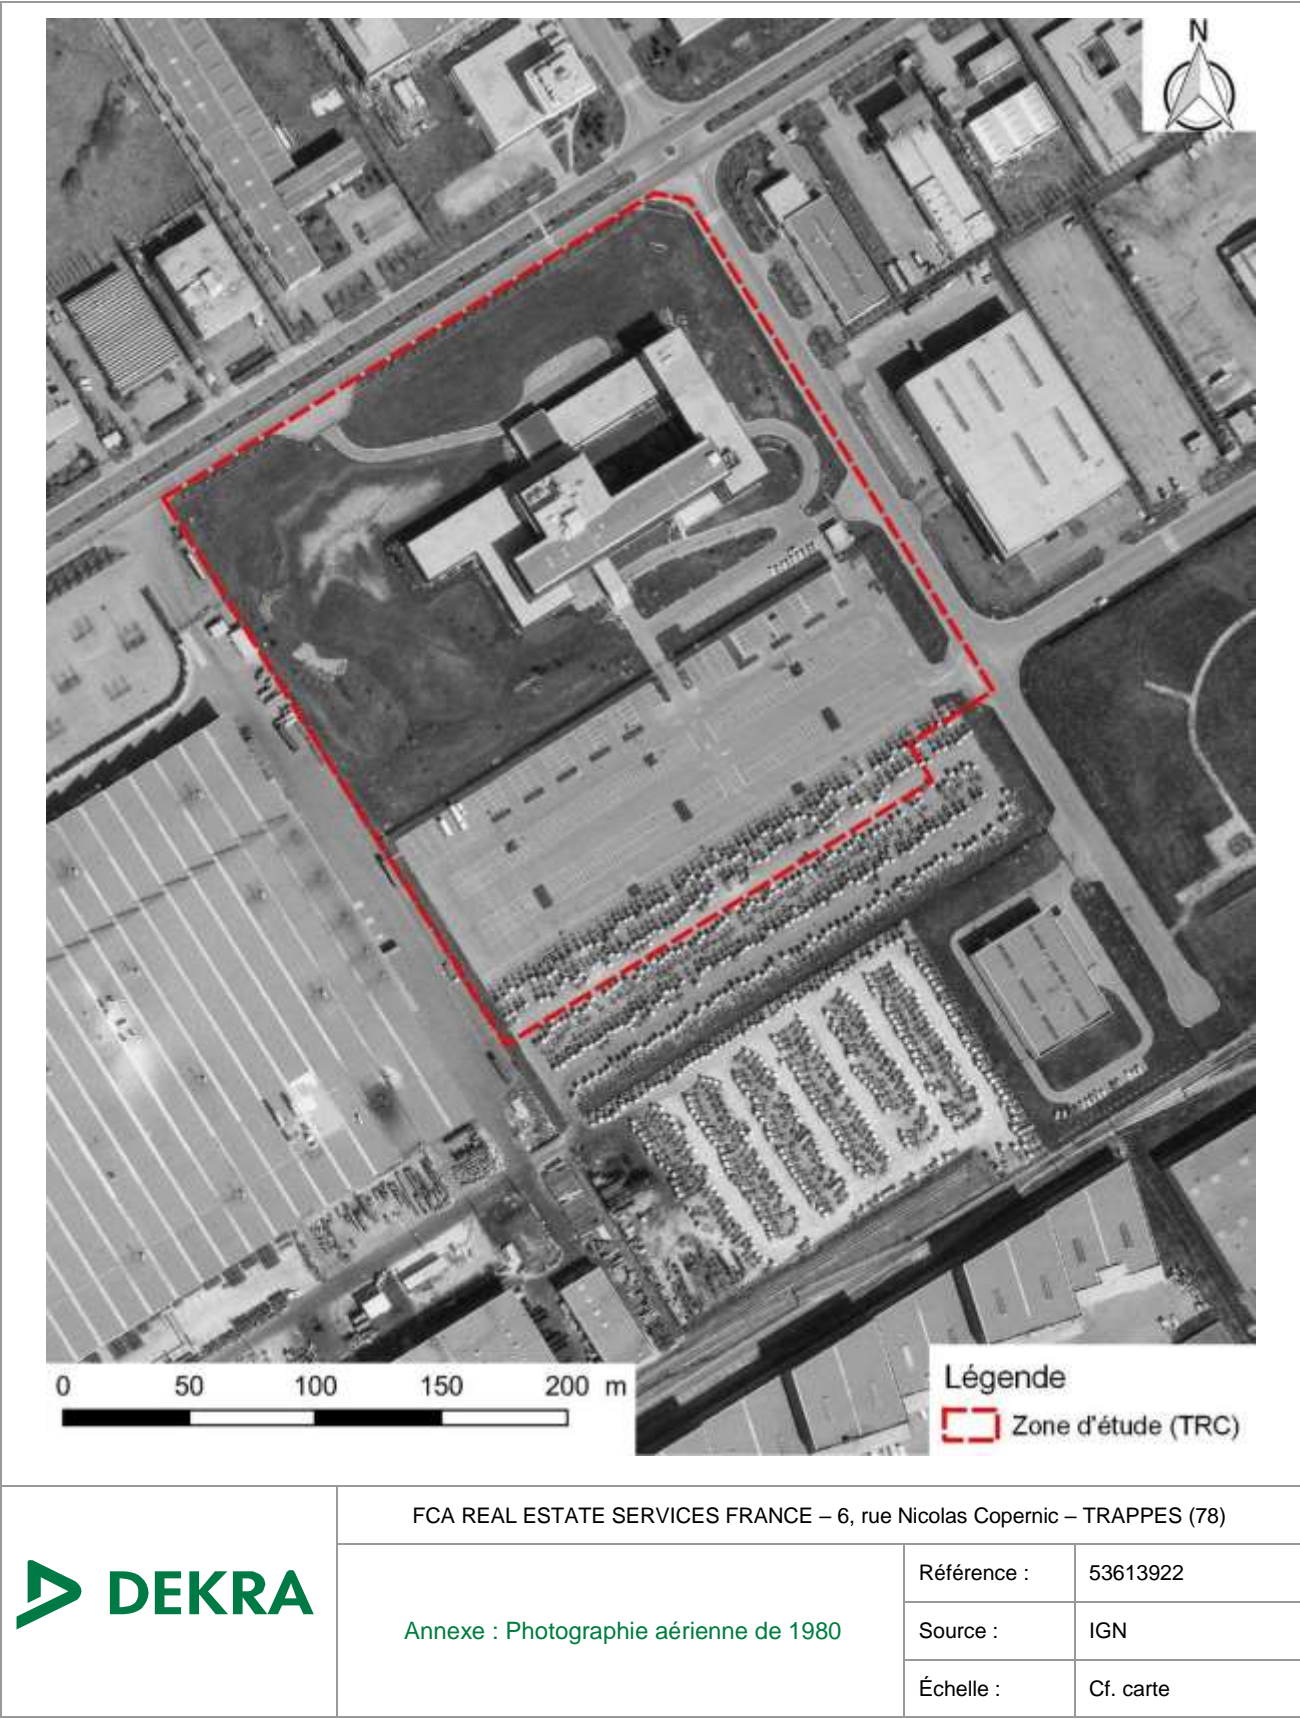 N
0 50 100 150 200 m
Légende
Zone d'étude (TRC)
DEKRA
FCA REAL ESTATE SERVICES FRANCE – 6, rue Nicolas Copernic – TRAPPES (78)
Annexe : Photographie aérienne de 1980
Référence : 53613922
Source : IGN
Échelle : Cf. carte